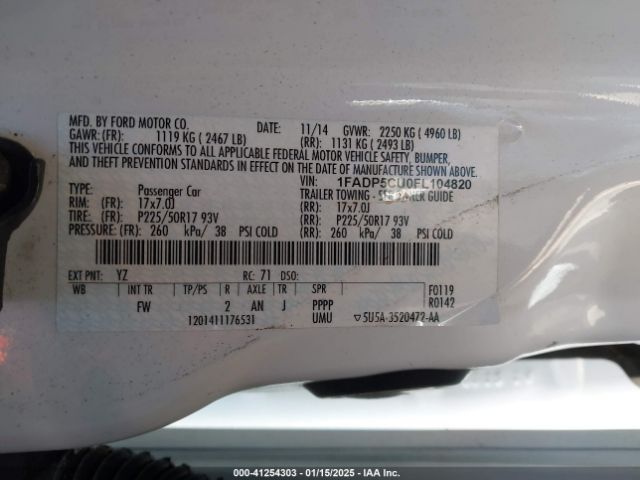 MFD. BY FORD MOTOR CO. DATE: 11/14 GVWR: 2250 KG ( 4960 LB)
GAWR: (FR): 1119 KG ( 2467 LB) (RR): 1131 KG ( 2493 LB)
THIS VEHICLE CONFORMS TO ALL APPLICABLE FEDERAL MOTOR VEHICLE SAFETY, BUMPER,
AND THEFT PREVENTION STANDARDS IN EFFECT ON THE DATE OF MANUFACTURE SHOWN ABOVE.
VIN: 1FADP5CU0FL104820
TYPE: Passenger Car TRAILER TOWING - SEE OWNER GUIDE
RIM: (FR): 17x7.0J (RR): 17x7.0J
TIRE: (FR): P225/50R17 93V (RR): P225/50R17 93V
PRESSURE: (FR): 260 kPa/ 38 PSI COLD (RR): 260 kPa/ 38 PSI COLD
EXT PNT: YZ RC: 71 DSO:
WB INT TR TP/PS R AXLE TR SPR F0119
FW 2 AN J PPPP R0142
1201411176531 UMU ▽5U5A-3520472-AA
00-41254303 - 01/15/2025 - IAA Inc.